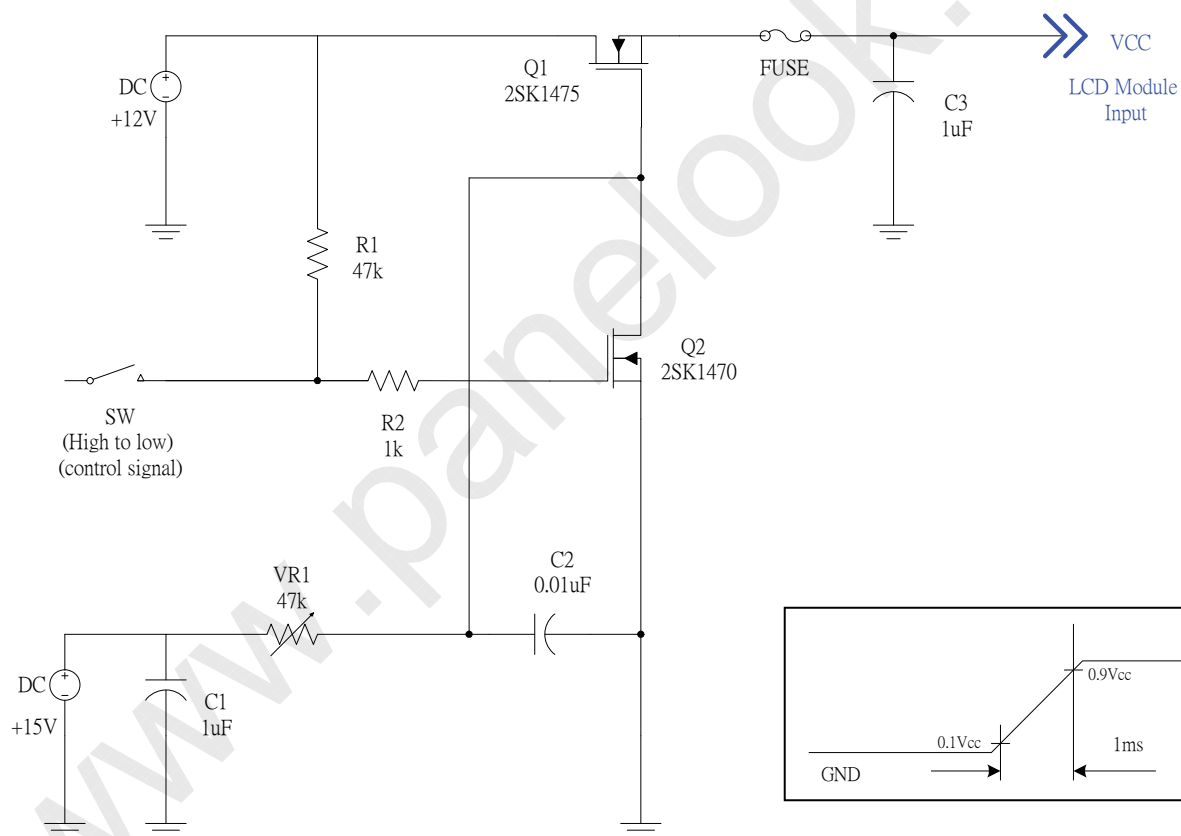 DC
+12V
Q1
2SK1475
FUSE
VCC
LCD Module
Input
C3
1uF
R1
47k
Q2
2SK1470
SW
(High to low)
(control signal)
R2
1k
VR1
47k
C2
0.01uF
DC
+15V
C1
1uF
0.9Vcc
0.1Vcc
1ms
GND
www.panelook.